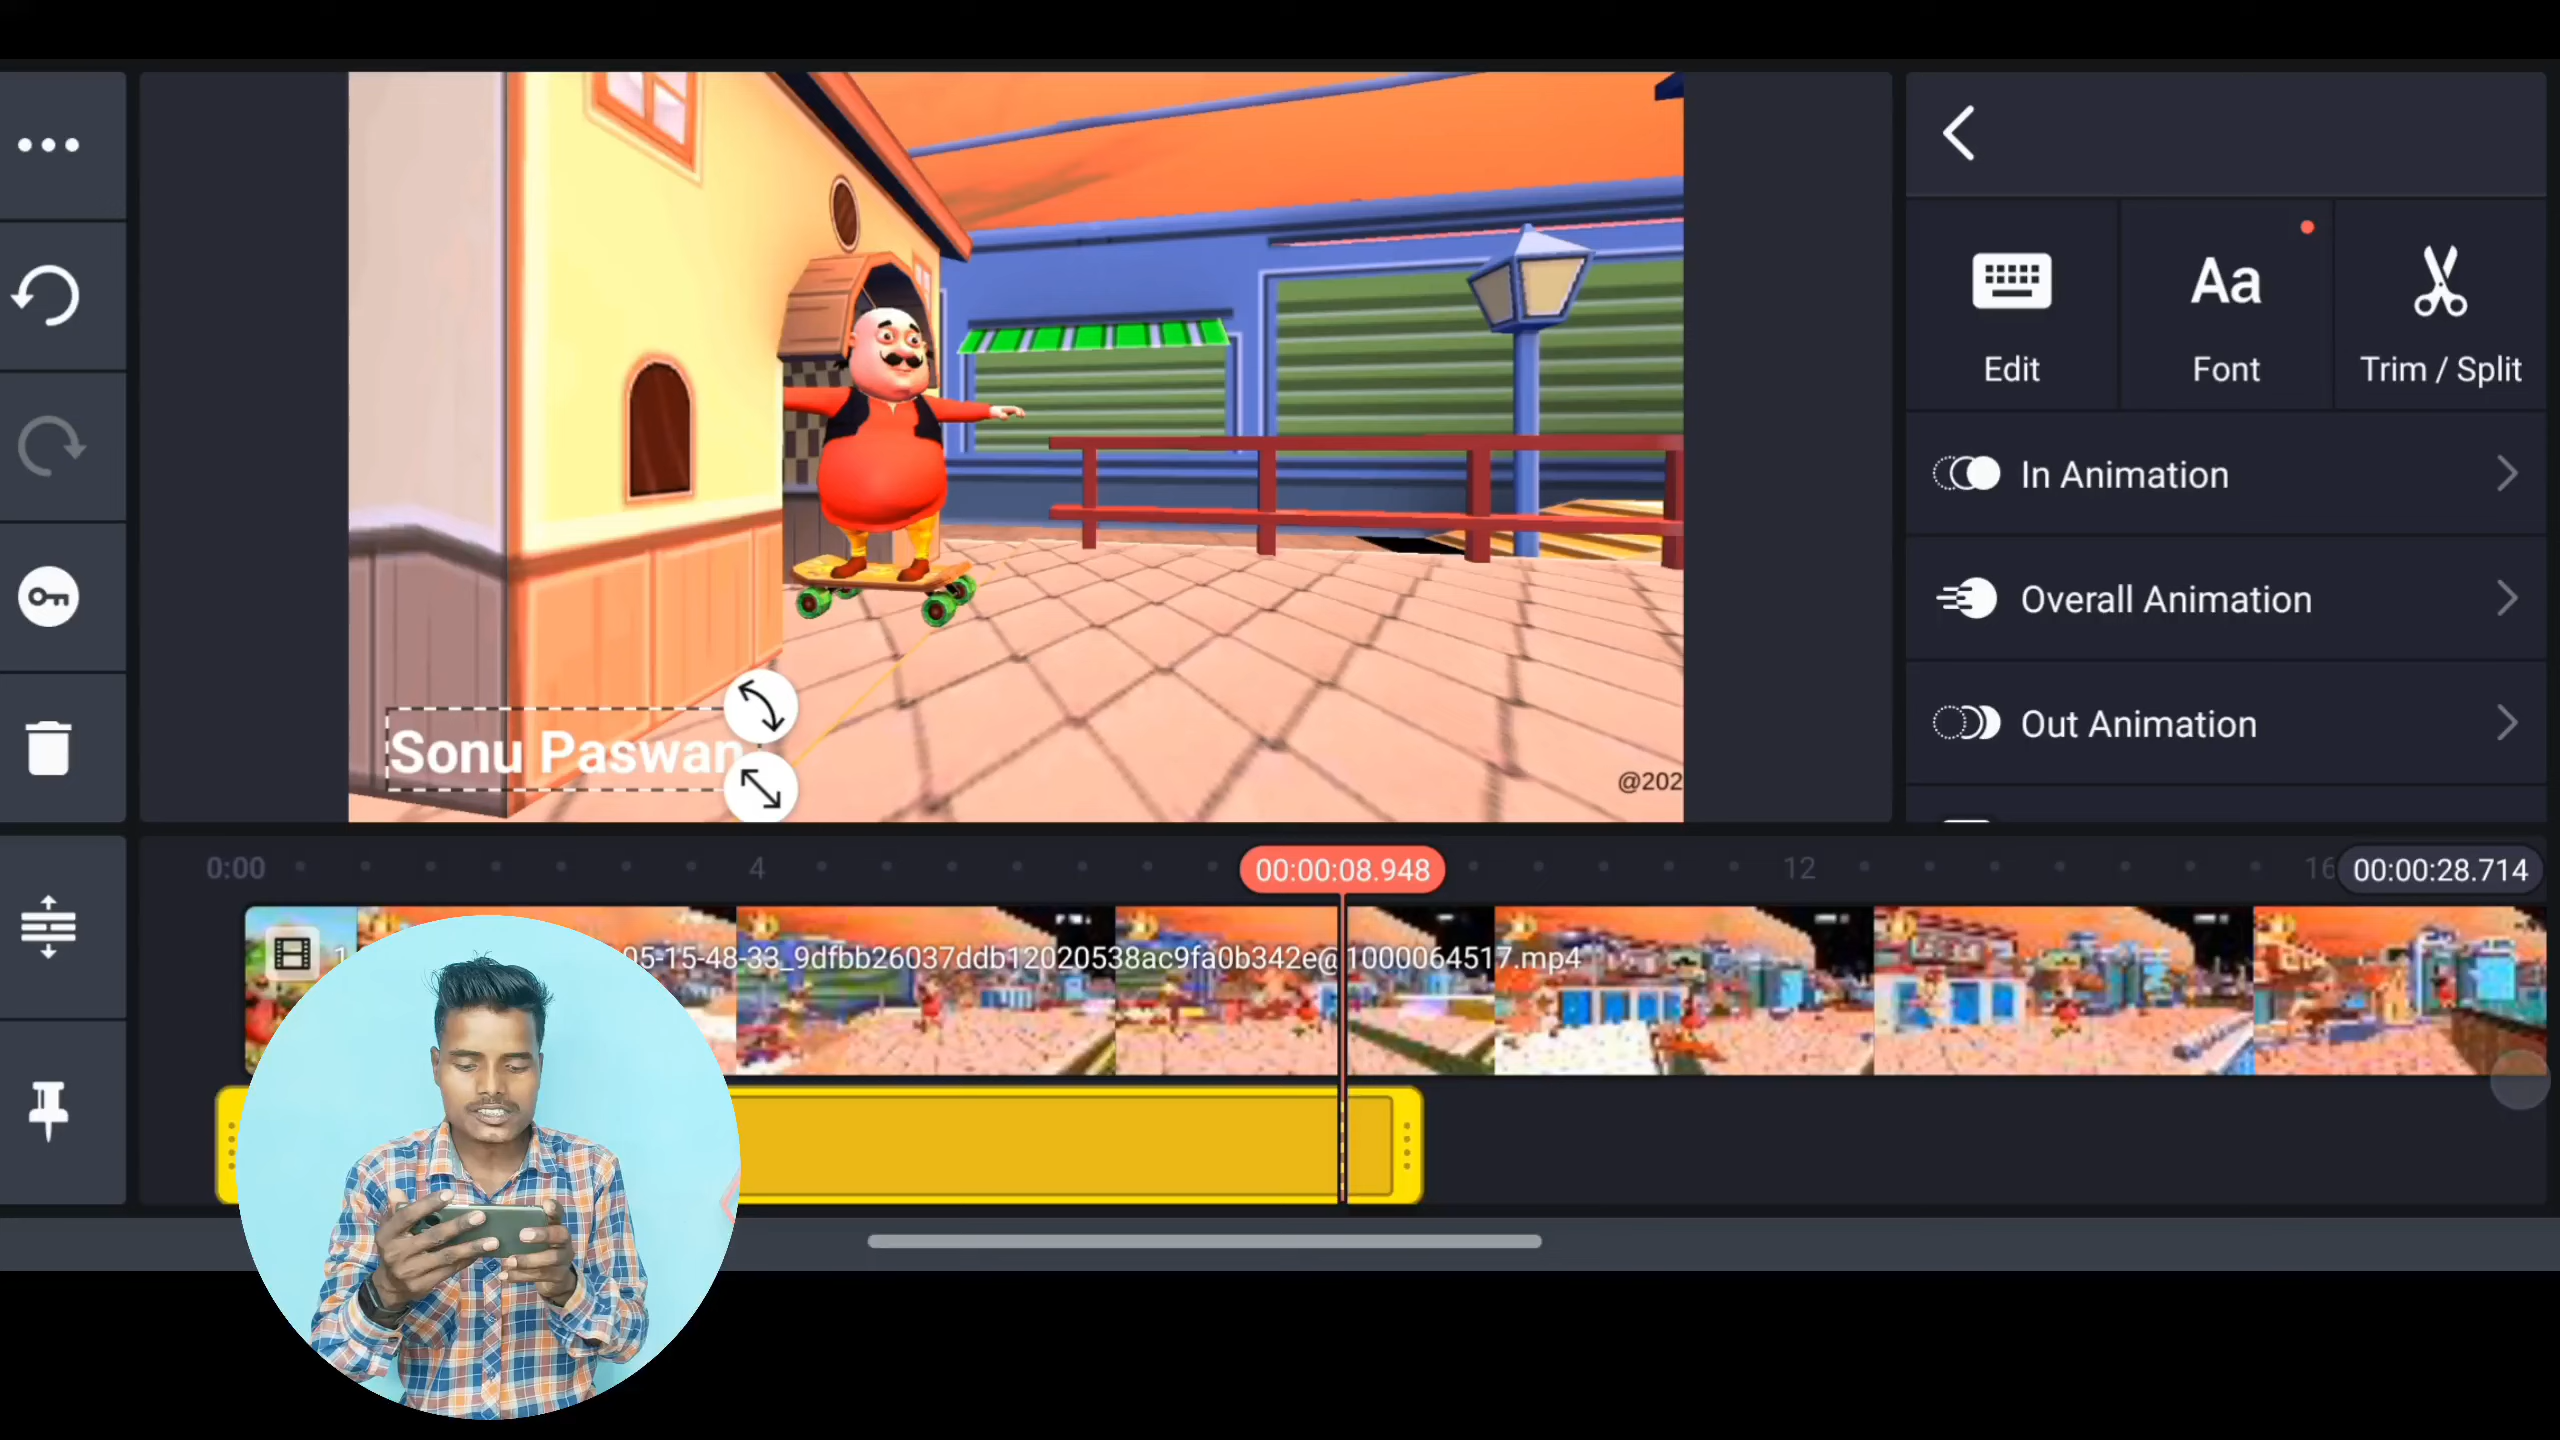 Edit
Font
Aa
Trim / Split
In Animation
Overall Animation
Out Animation
Sonu Paswan
@202
0:00
4
00:00:08.948
12
16
00:00:28.714
05-15-48-33_9dfbb26037ddb12020538ac9fa0b342e@1000064517.mp4